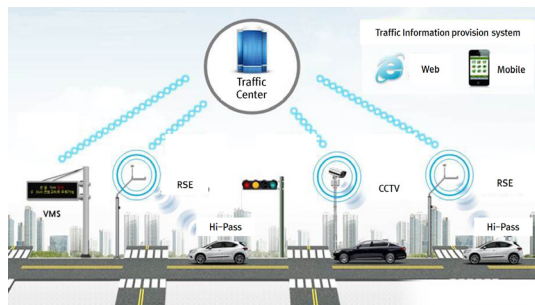 Traffic Information provision system
Web
Mobile
Traffic
Center
RSE
CCTV
RSE
VMS
Hi-Pass
Hi-Pass